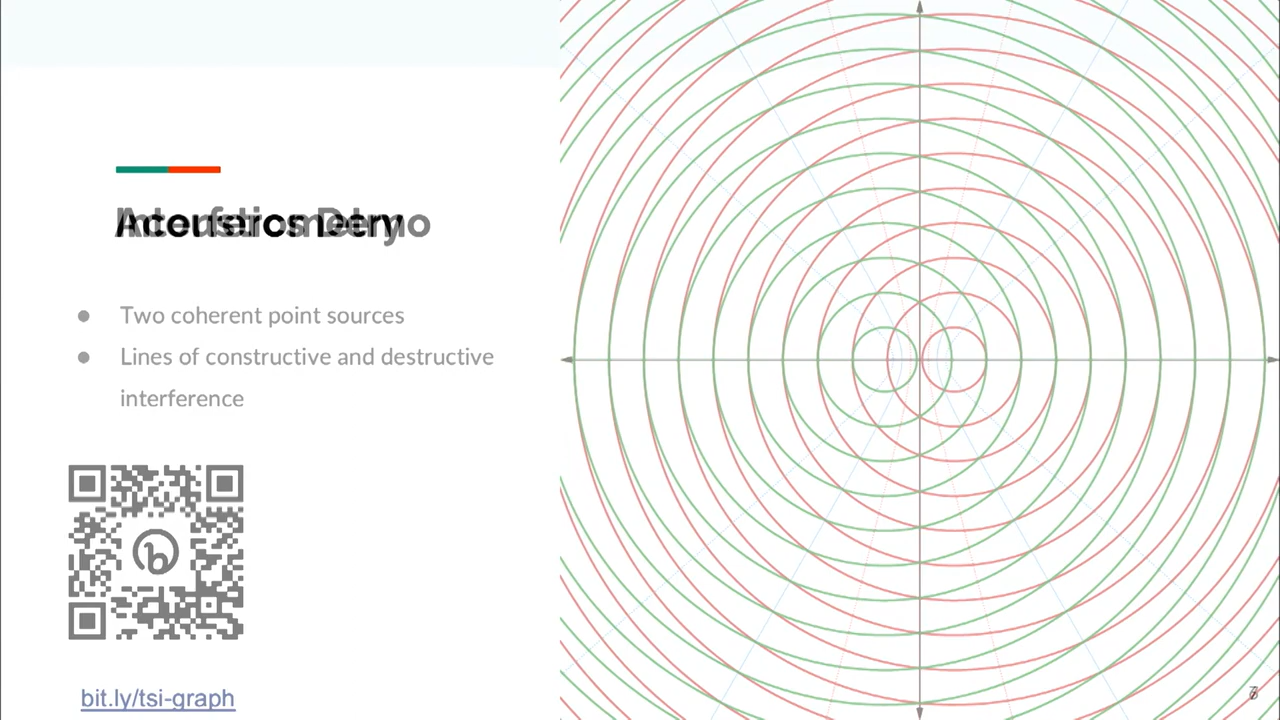 Two coherent point sources
Lines of constructive and destructive
interference
bit.ly/tsi-graph